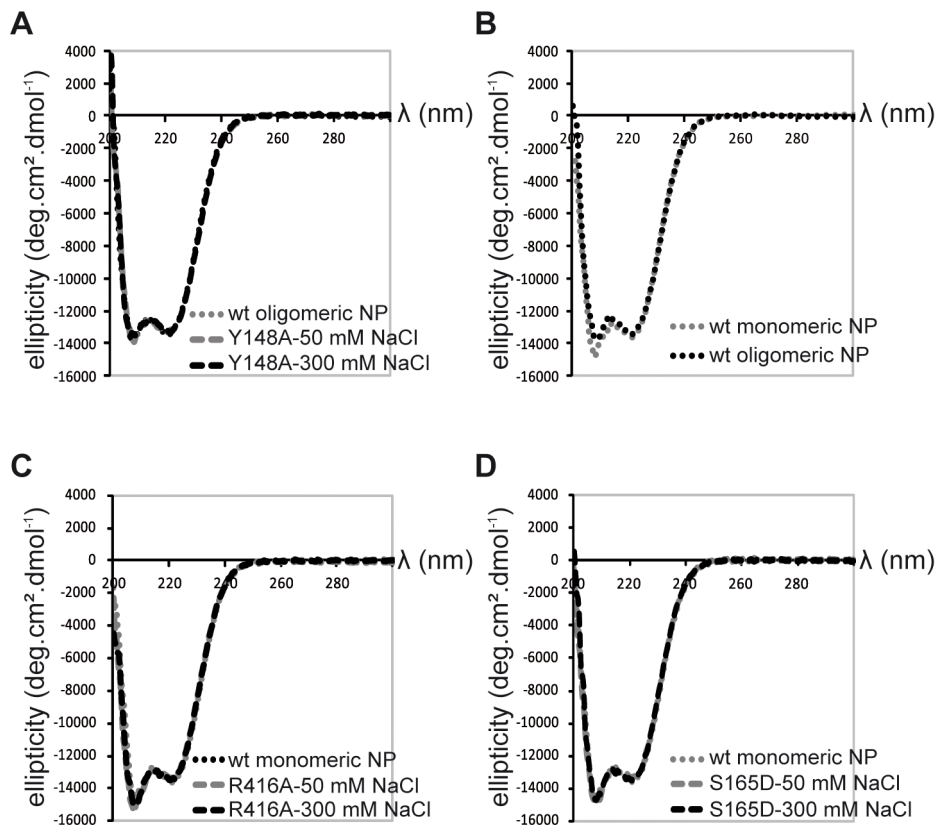 A
4000
2000
0
-2000
-4000
-6000
-8000
-10000
-12000
-14000
-16000
ellipticity (deg.cm².dmol⁻¹)
200 220 240 260 280
λ (nm)
wt oligomeric NP
Y148A-50 mM NaCl
Y148A-300 mM NaCl
B
4000
2000
0
-2000
-4000
-6000
-8000
-10000
-12000
-14000
-16000
ellipticity (deg.cm².dmol⁻¹)
200 220 240 260 280
λ (nm)
wt monomeric NP
wt oligomeric NP
C
4000
2000
0
-2000
-4000
-6000
-8000
-10000
-12000
-14000
-16000
ellipticity (deg.cm².dmol⁻¹)
200 220 240 260 280
λ (nm)
wt monomeric NP
R416A-50 mM NaCl
R416A-300 mM NaCl
D
4000
2000
0
-2000
-4000
-6000
-8000
-10000
-12000
-14000
-16000
ellipticity (deg.cm².dmol⁻¹)
200 220 240 260 280
λ (nm)
wt monomeric NP
S165D-50 mM NaCl
S165D-300 mM NaCl